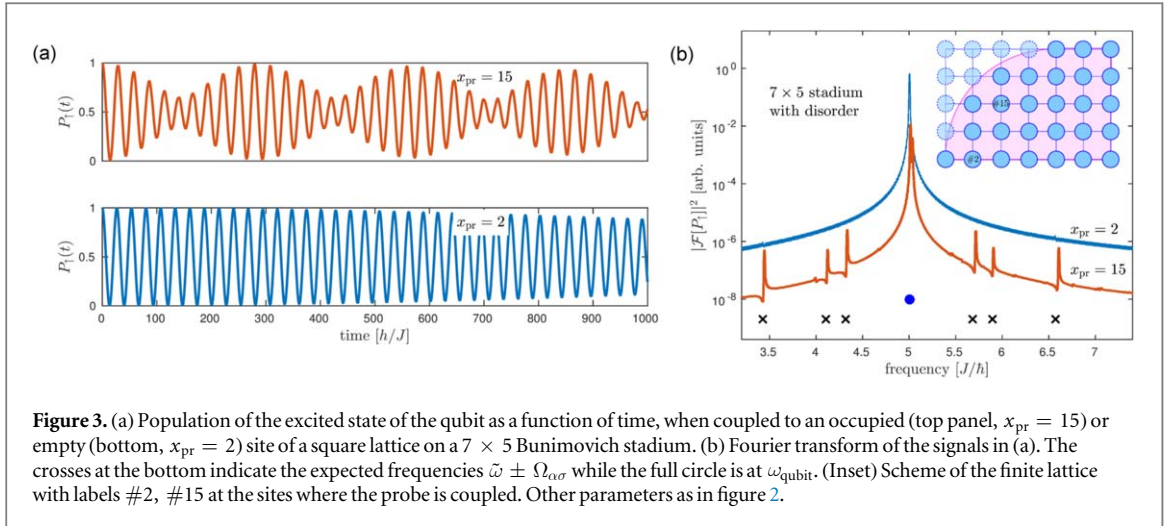 (a)
1
0.5
0
P↑(t)
x_pr = 15
1
0.5
0
P↑(t)
x_pr = 2
0 100 200 300 400 500 600 700 800 900 1000
time [h/J]
(b)
|F[P↑]|² [arb. units]
10⁰
10⁻²
10⁻⁴
10⁻⁶
10⁻⁸
7 × 5 stadium
with disorder
#15
#2
x_pr = 2
x_pr = 15
3.5 4 4.5 5 5.5 6 6.5 7
frequency [J/ħ]
Figure 3. (a) Population of the excited state of the qubit as a function of time, when coupled to an occupied (top panel, x_pr = 15) or
empty (bottom, x_pr = 2) site of a square lattice on a 7 × 5 Bunimovich stadium. (b) Fourier transform of the signals in (a). The
crosses at the bottom indicate the expected frequencies ω̃ ± Ω_ασ while the full circle is at ω_qubit. (Inset) Scheme of the finite lattice
with labels #2, #15 at the sites where the probe is coupled. Other parameters as in figure 2.